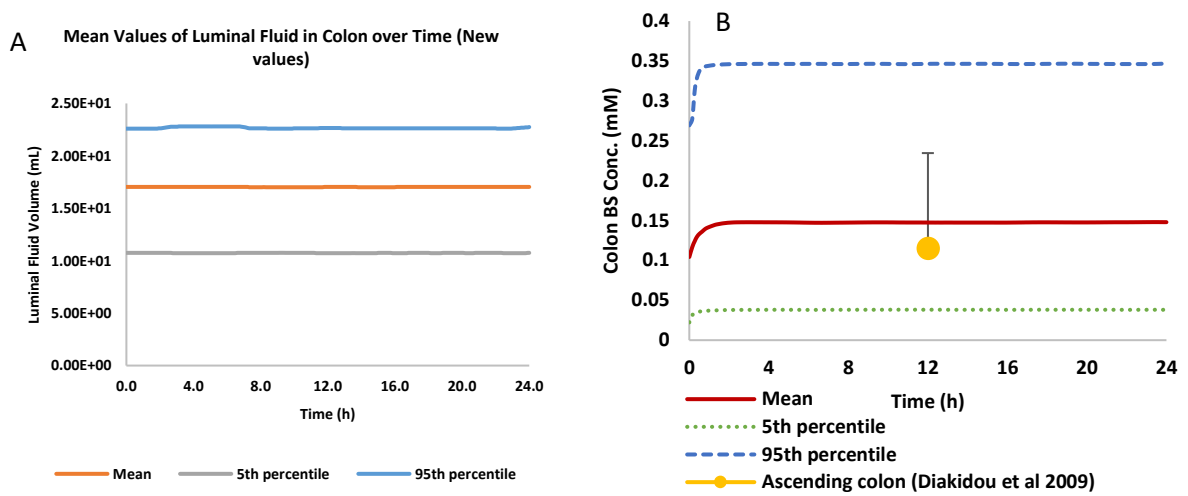 A
Mean Values of Luminal Fluid in Colon over Time (New
values)
Luminal Fluid Volume (mL)
2.50E+01
2.00E+01
1.50E+01
1.00E+01
5.00E+00
0.00E+00
0.0 4.0 8.0 12.0 16.0 20.0 24.0
Time (h)
Mean 5th percentile 95th percentile
B
Colon BS Conc. (mM)
0.4
0.35
0.3
0.25
0.2
0.15
0.1
0.05
0
0 4 8 12 16 20 24
Time (h)
Mean
5th percentile
95th percentile
Ascending colon (Diakidou et al 2009)